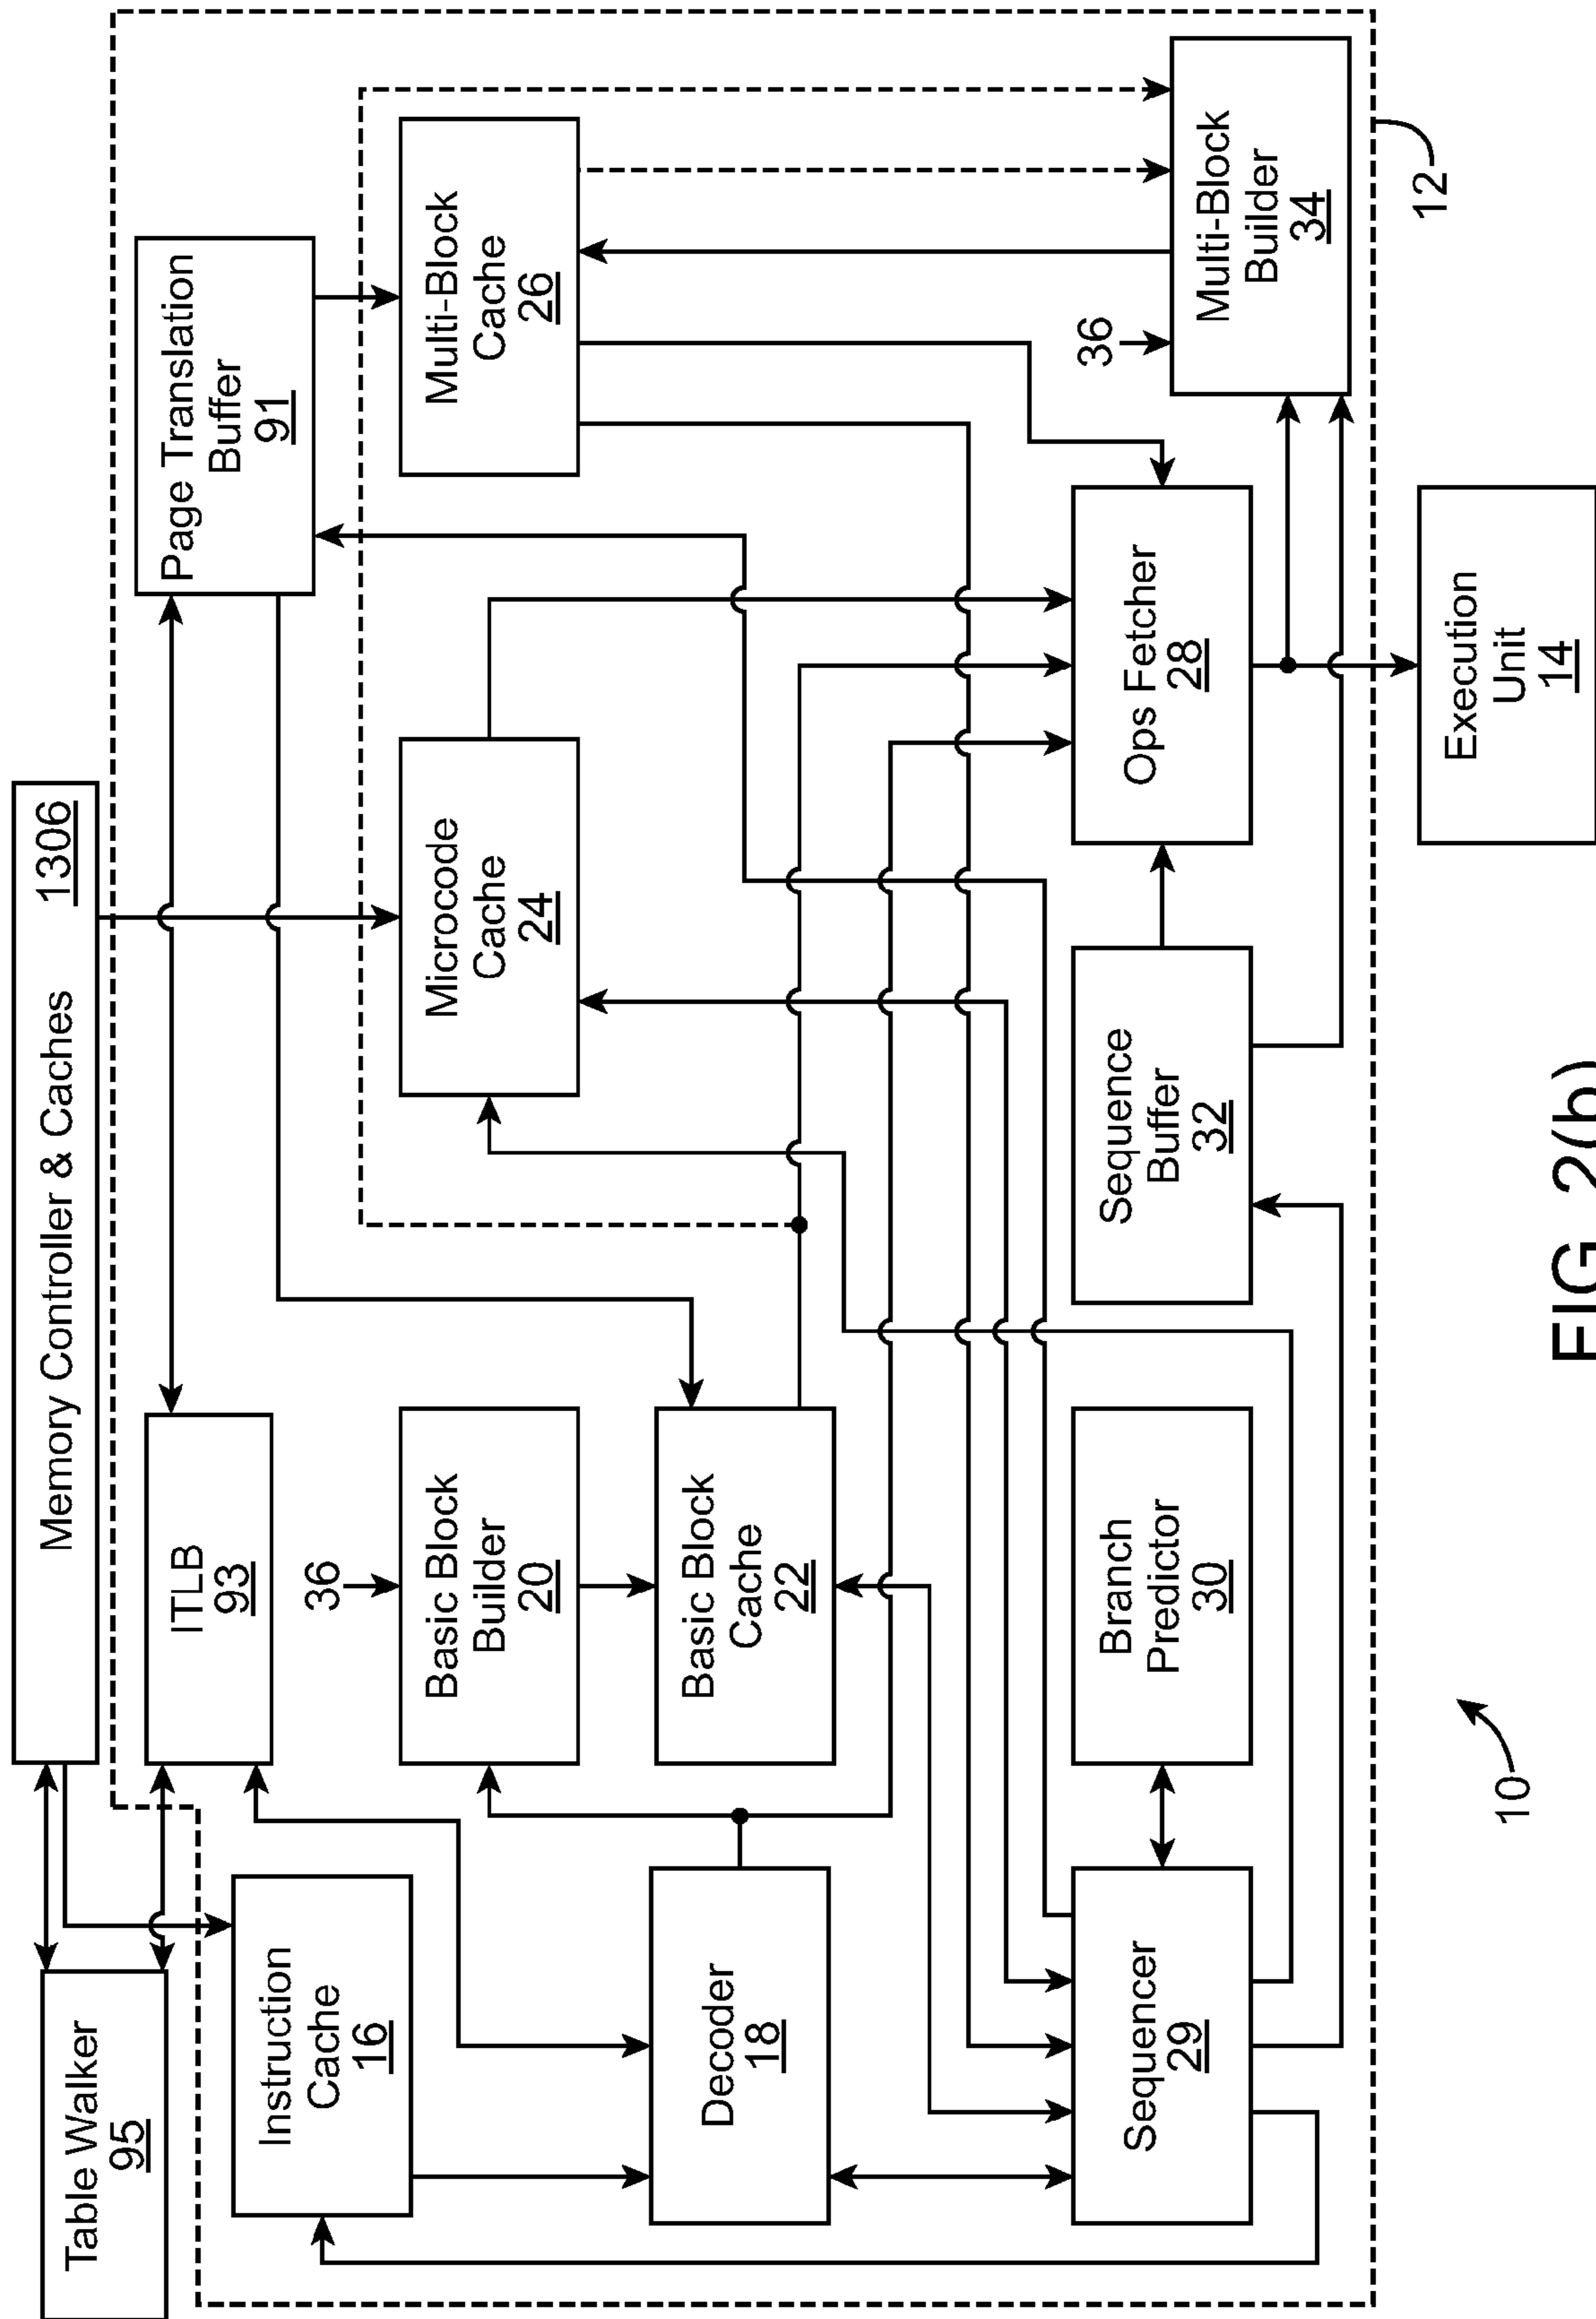 Memory Controller & Caches 1306
Table Walker
95
ITLB
93
Page Translation
Buffer
91
Instruction
Cache
16
36
Basic Block
Builder
20
Microcode
Cache
24
Multi-Block
Cache
26
Decoder
18
Basic Block
Cache
22
36
Sequencer
29
Branch
Predictor
30
Sequence
Buffer
32
Ops Fetcher
28
Multi-Block
Builder
34
12
10
Execution
Unit
14
FIG. 2(b)